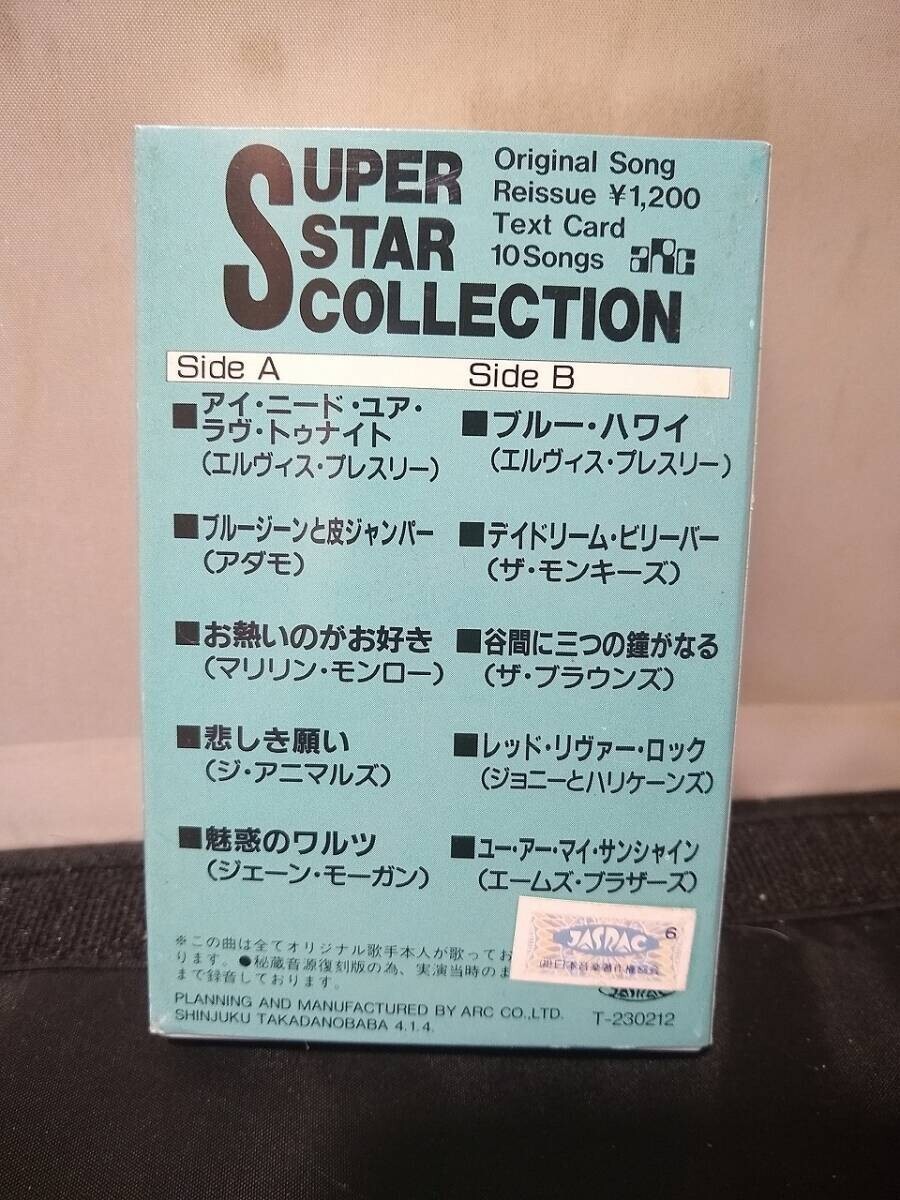 SUPER
STAR
COLLECTION
Original Song
Reissue ¥1,200
Text Card
10Songs aRc
Side A
■アイ・ニード・ユア・
ラヴ・トゥナイト
(エルヴィス・プレスリー)
■ブルージーンと皮ジャンパー
(アダモ)
■お熱いのがお好き
(マリリン・モンロー)
■悲しき願い
(ジ・アニマルズ)
■魅惑のワルツ
(ジェーン・モーガン)
Side B
■ブルー・ハワイ
(エルヴィス・プレスリー)
■デイドリーム・ビリーバー
(ザ・モンキーズ)
■谷間に三つの鐘がなる
(ザ・ブラウンズ)
■レッド・リヴァー・ロック
(ジョニーとハリケーンズ)
■ユー・アー・マイ・サンシャイン
(エームズ・ブラザーズ)
※この曲は全てオリジナル歌手本人が歌ってお
ります。●秘蔵音源復刻版の為、実演当時のま
まで録音しております。
PLANNING AND MANUFACTURED BY ARC CO.,LTD.
SHINJUKU TAKADANOBABA 4.1.4.
JASRAC
T-230212